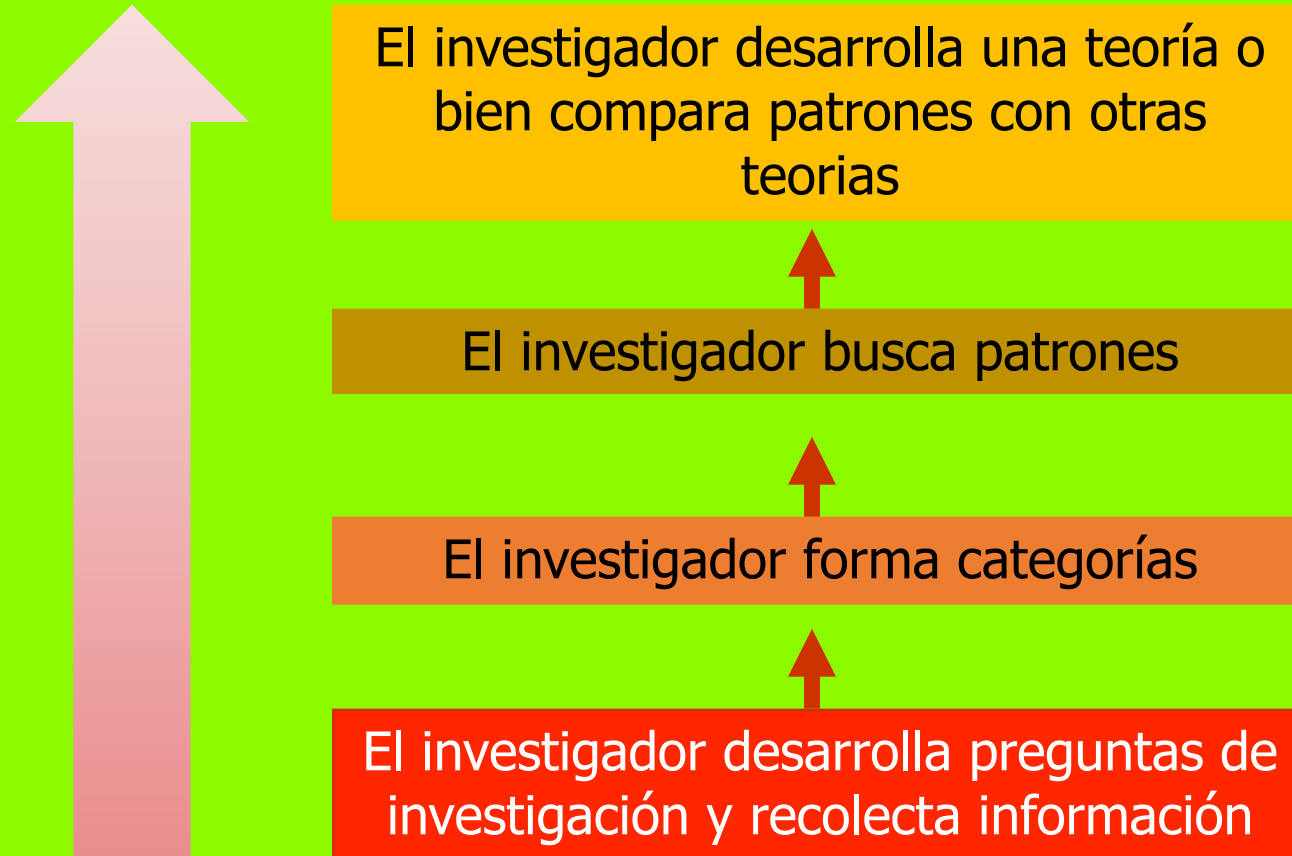 El investigador desarrolla una teoría o
bien compara patrones con otras
teorias
El investigador busca patrones
El investigador forma categorías
El investigador desarrolla preguntas de
investigación y recolecta información